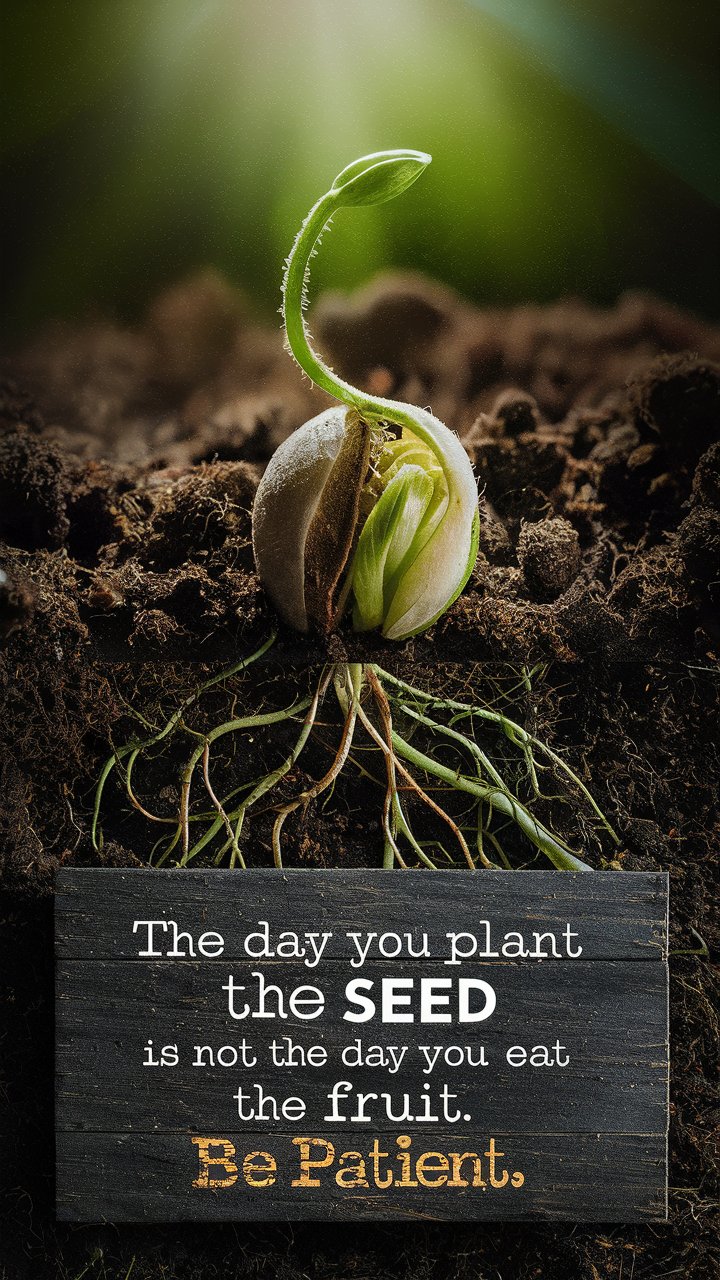 The day you plant
the SEED
is not the day you eat
the fruit.
Be Patient,